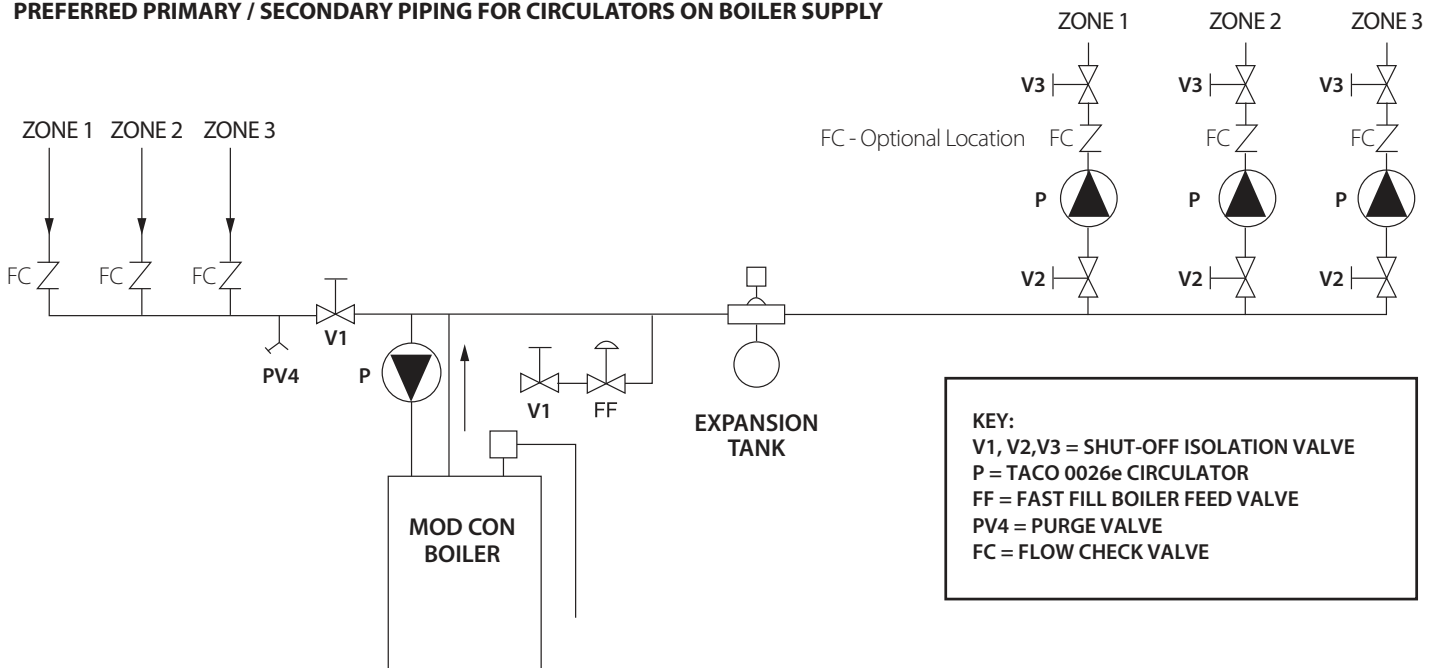 PREFERRED PRIMARY / SECONDARY PIPING FOR CIRCULATORS ON BOILER SUPPLY
ZONE 1 ZONE 2 ZONE 3
V3 V3 V3
ZONE 1 ZONE 2 ZONE 3
FC - Optional Location FC FC FC
P P P
FC FC FC
V2 V2 V2
V1
PV4
P
V1 FF
EXPANSION
TANK
MOD CON
BOILER
KEY:
V1, V2,V3 = SHUT-OFF ISOLATION VALVE
P = TACO 0026e CIRCULATOR
FF = FAST FILL BOILER FEED VALVE
PV4 = PURGE VALVE
FC = FLOW CHECK VALVE